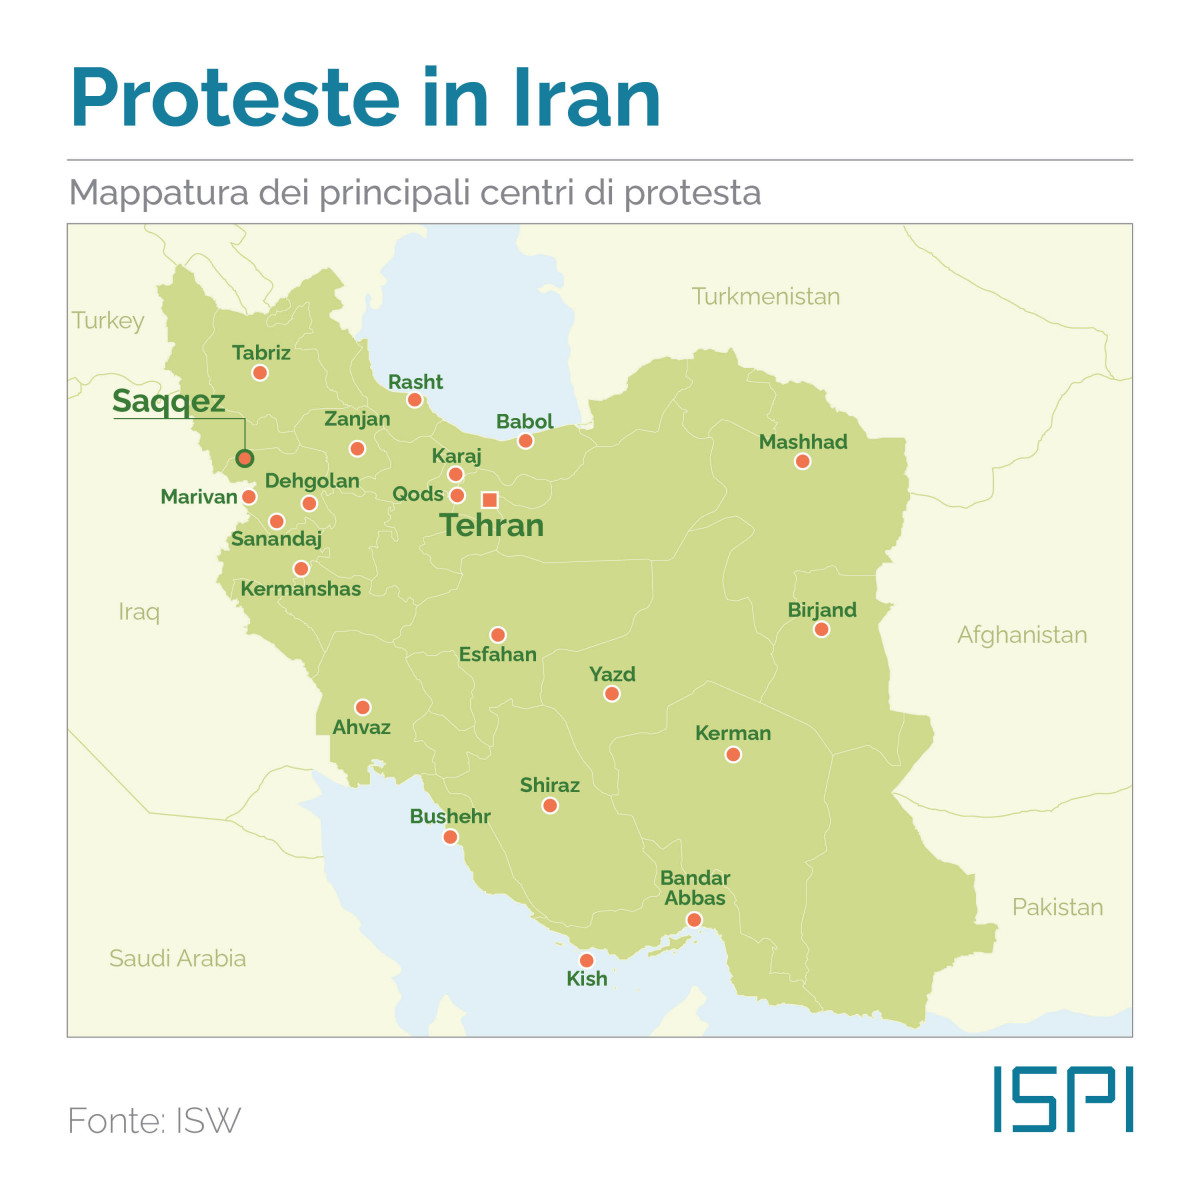 Proteste in Iran
Mappatura dei principali centri di protesta
Turkmenistan
Turkey
Tabriz
Rasht
Saqqez
Zanjan
Babol
Mashhad
Karaj
Dehgolan
Qods
Marivan
Tehran
Sanandaj
Kermanshas
Iraq
Birjand
Afghanistan
Esfahan
Yazd
Ahvaz
Kerman
Shiraz
Bushehr
Bandar
Abbas
Pakistan
Saudi Arabia
Kish
Fonte: ISW
ISPI